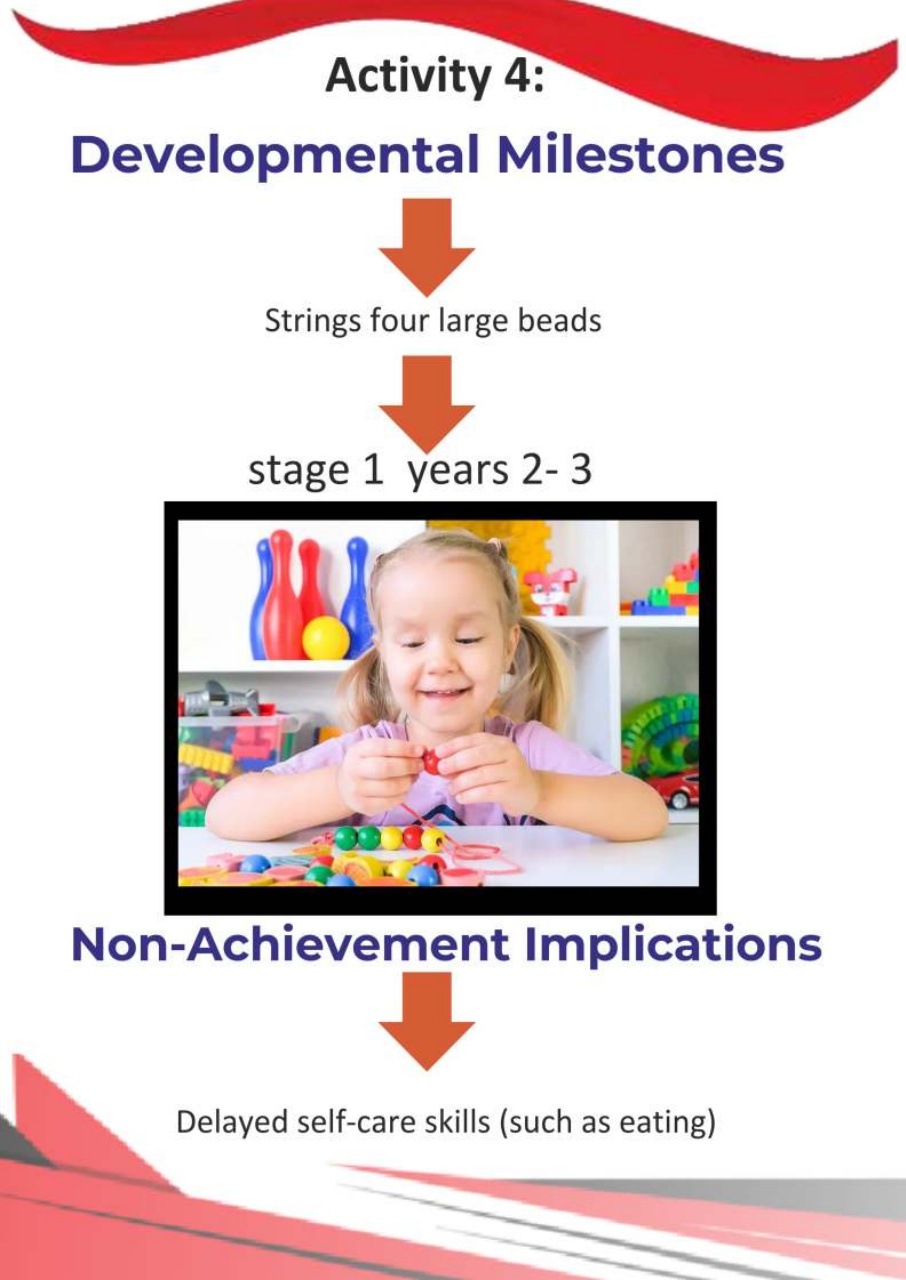 Activity 4:
Developmental Milestones
Strings four large beads
stage 1 years 2- 3
Non-Achievement Implications
Delayed self-care skills (such as eating)